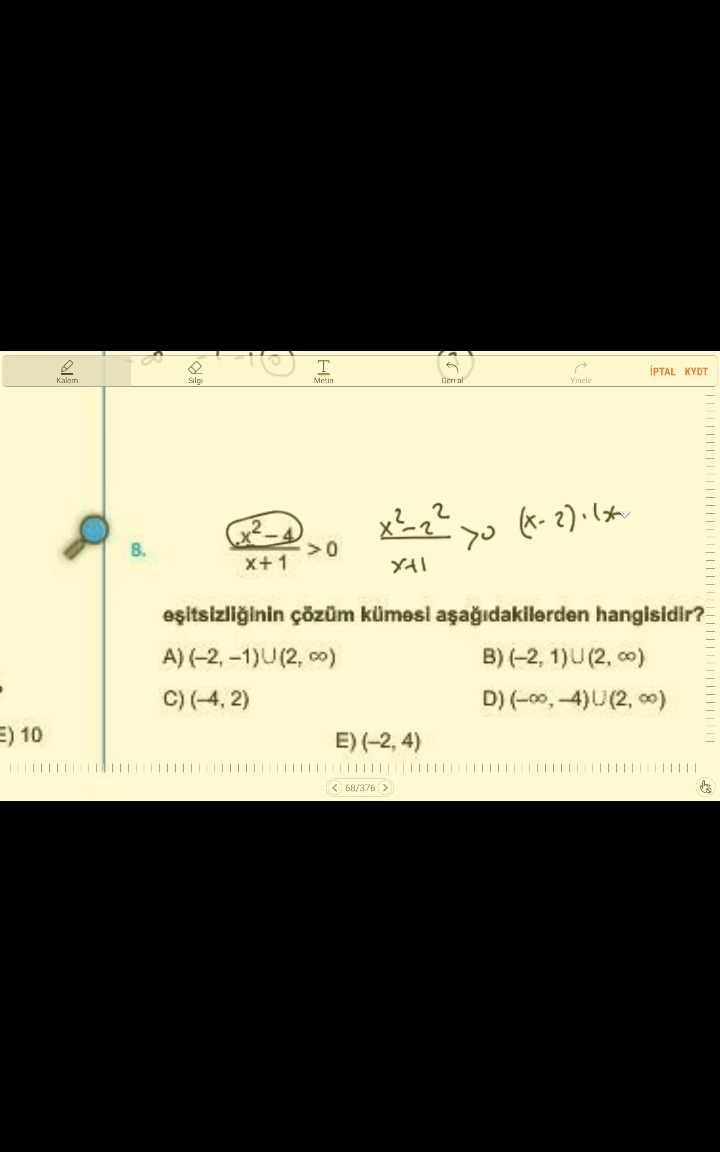 Kalem Silgi Metin Geri al Yinele İPTAL KYDT
8. x² – 4 / x + 1 > 0 x² – 2² / x+1 > 0 (x - 2) · (x
eşitsizliğinin çözüm kümesi aşağıdakilerden hangisidir?
A) (–2, –1)∪(2, ∞) B) (–2, 1)∪(2, ∞)
C) (–4, 2) D) (–∞, –4)∪(2, ∞)
E) 10
E) (–2, 4)
68/376